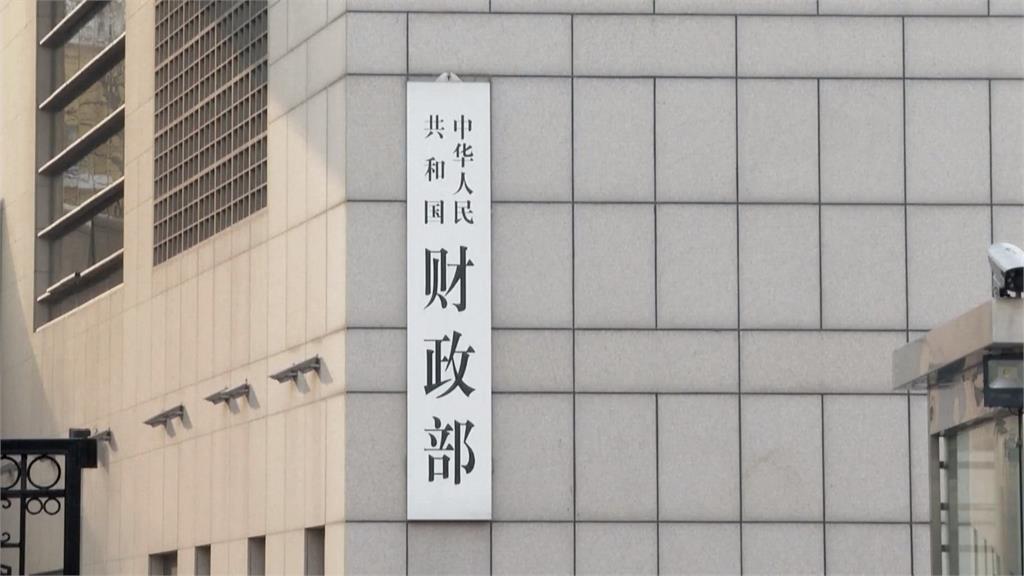 中华人民
共和国
财政部